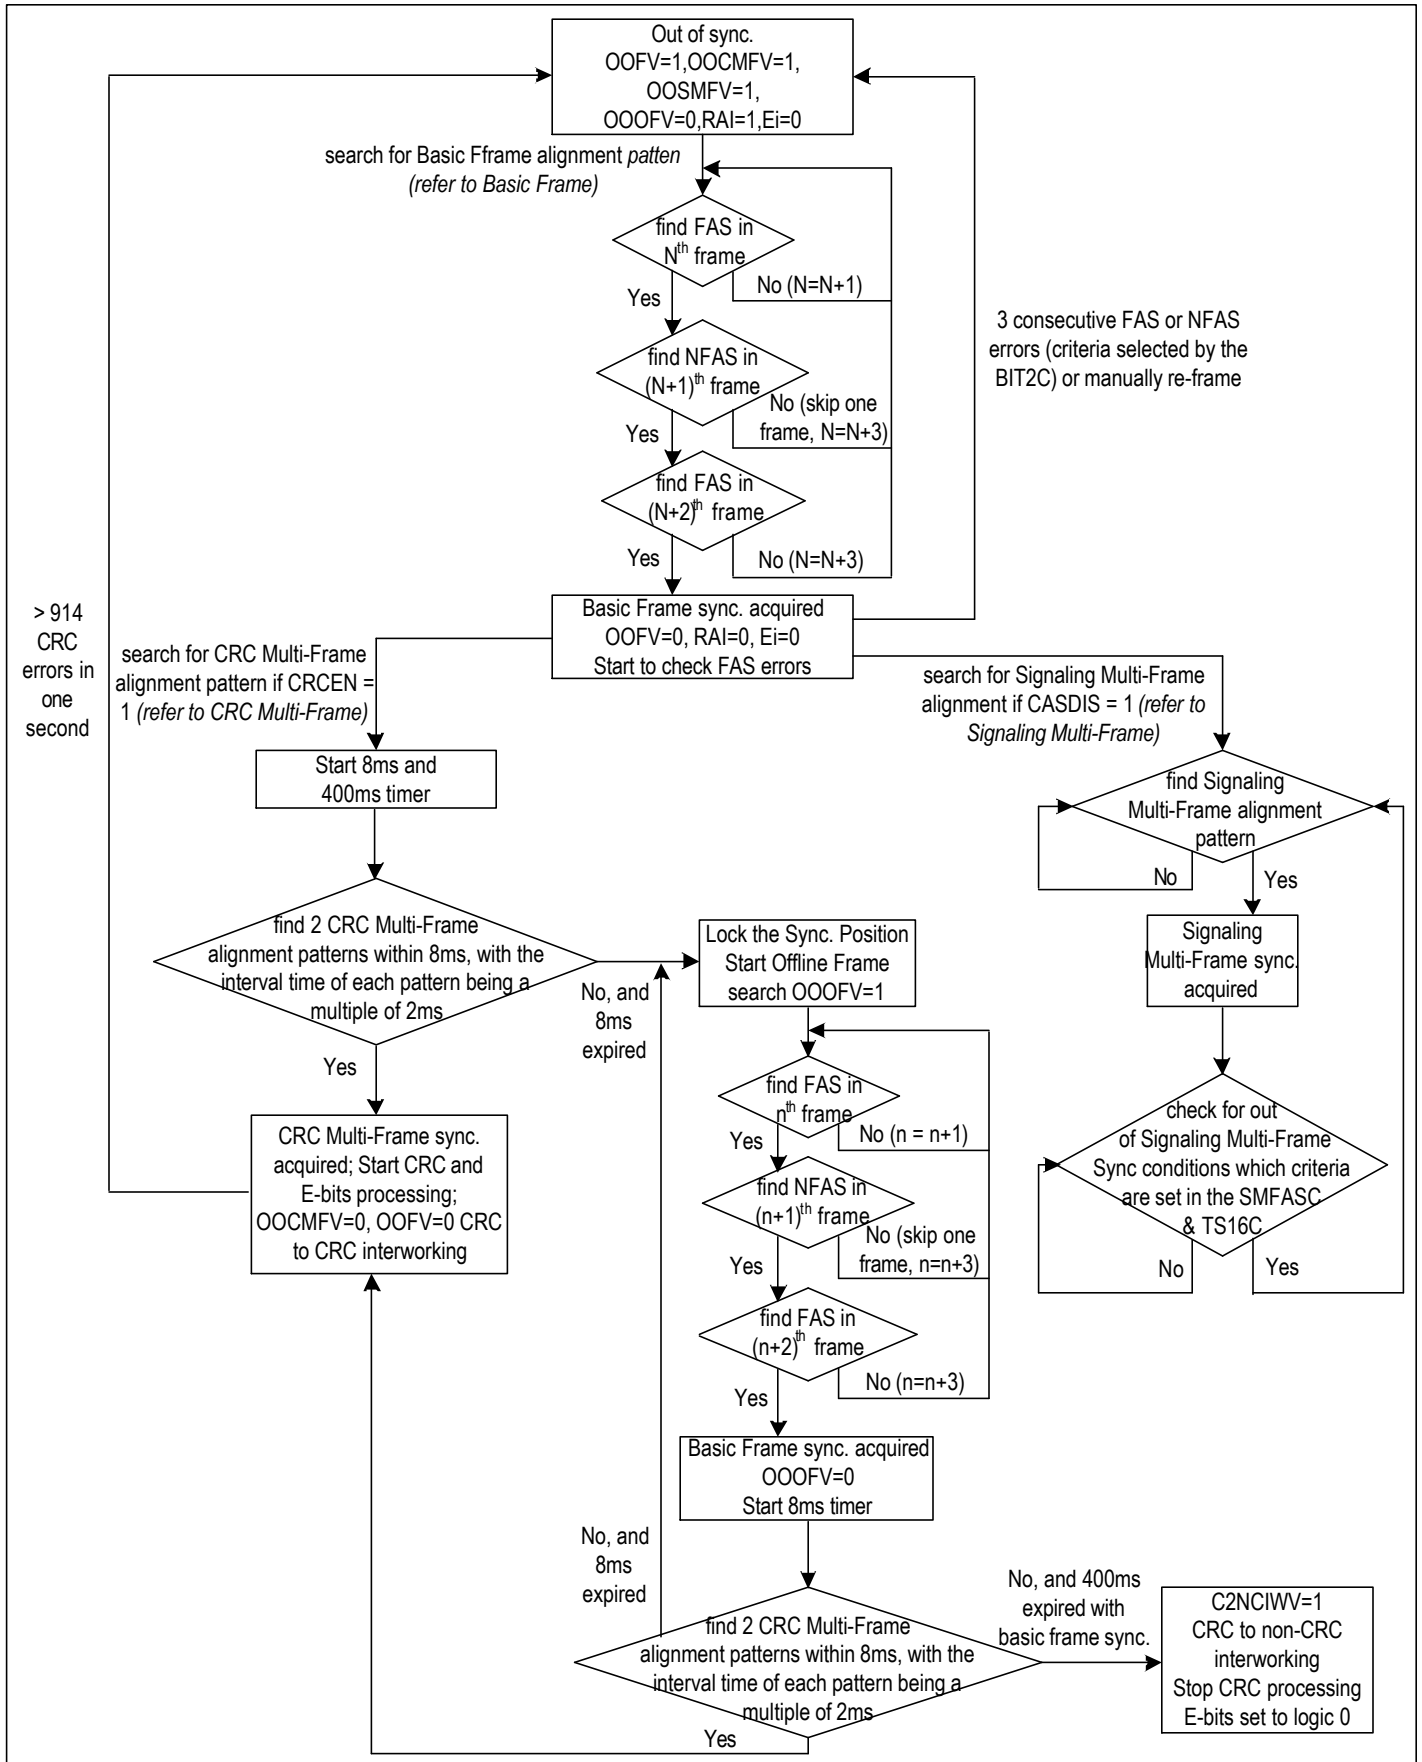 Out of sync.
OOFV=1,OOCMFV=1,
OOSMFV=1,
OOOFV=0,RAI=1,Ei=0
search for Basic Fframe alignment patten
(refer to Basic Frame)
find FAS in
Nth frame
No (N=N+1)
Yes
find NFAS in
(N+1)th frame
No (skip one
frame, N=N+3)
Yes
find FAS in
(N+2)th frame
No (N=N+3)
Yes
3 consecutive FAS or NFAS
errors (criteria selected by the
BIT2C) or manually re-frame
Basic Frame sync. acquired
OOFV=0, RAI=0, Ei=0
Start to check FAS errors
> 914
CRC
errors in
one
second
search for CRC Multi-Frame
alignment pattern if CRCEN =
1 (refer to CRC Multi-Frame)
search for Signaling Multi-Frame
alignment if CASDIS = 1 (refer to
Signaling Multi-Frame)
Start 8ms and
400ms timer
find Signaling
Multi-Frame alignment
pattern
No
Yes
find 2 CRC Multi-Frame
alignment patterns within 8ms, with the
interval time of each pattern being a
multiple of 2ms
No, and
8ms
expired
Yes
Lock the Sync. Position
Start Offline Frame
search OOOFV=1
Signaling
Multi-Frame sync.
acquired
CRC Multi-Frame sync.
acquired; Start CRC and
E-bits processing;
OOCMFV=0, OOFV=0 CRC
to CRC interworking
find FAS in
nth frame
No (n = n+1)
Yes
find NFAS in
(n+1)th frame
No (skip one
frame, n=n+3)
Yes
find FAS in
(n+2)th frame
No (n=n+3)
Yes
check for out
of Signaling Multi-Frame
Sync conditions which criteria
are set in the SMFASC
& TS16C
No
Yes
Basic Frame sync. acquired
OOOFV=0
Start 8ms timer
No, and
8ms
expired
find 2 CRC Multi-Frame
alignment patterns within 8ms, with the
interval time of each pattern being a
multiple of 2ms
Yes
No, and 400ms
expired with
basic frame sync.
C2NCIWV=1
CRC to non-CRC
interworking
Stop CRC processing
E-bits set to logic 0